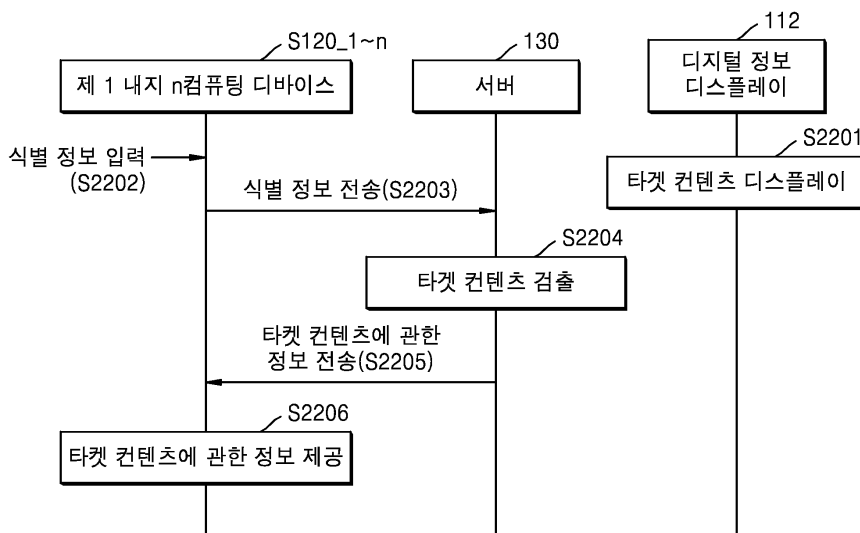 S120_1~n
130
112
제 1 내지 n컴퓨팅 디바이스
서버
디지털 정보
디스플레이
S2201
식별 정보 입력
(S2202)
타겟 컨텐츠 디스플레이
식별 정보 전송(S2203)
S2204
타겟 컨텐츠 검출
타켓 컨텐츠에 관한
정보 전송(S2205)
S2206
타켓 컨텐츠에 관한 정보 제공